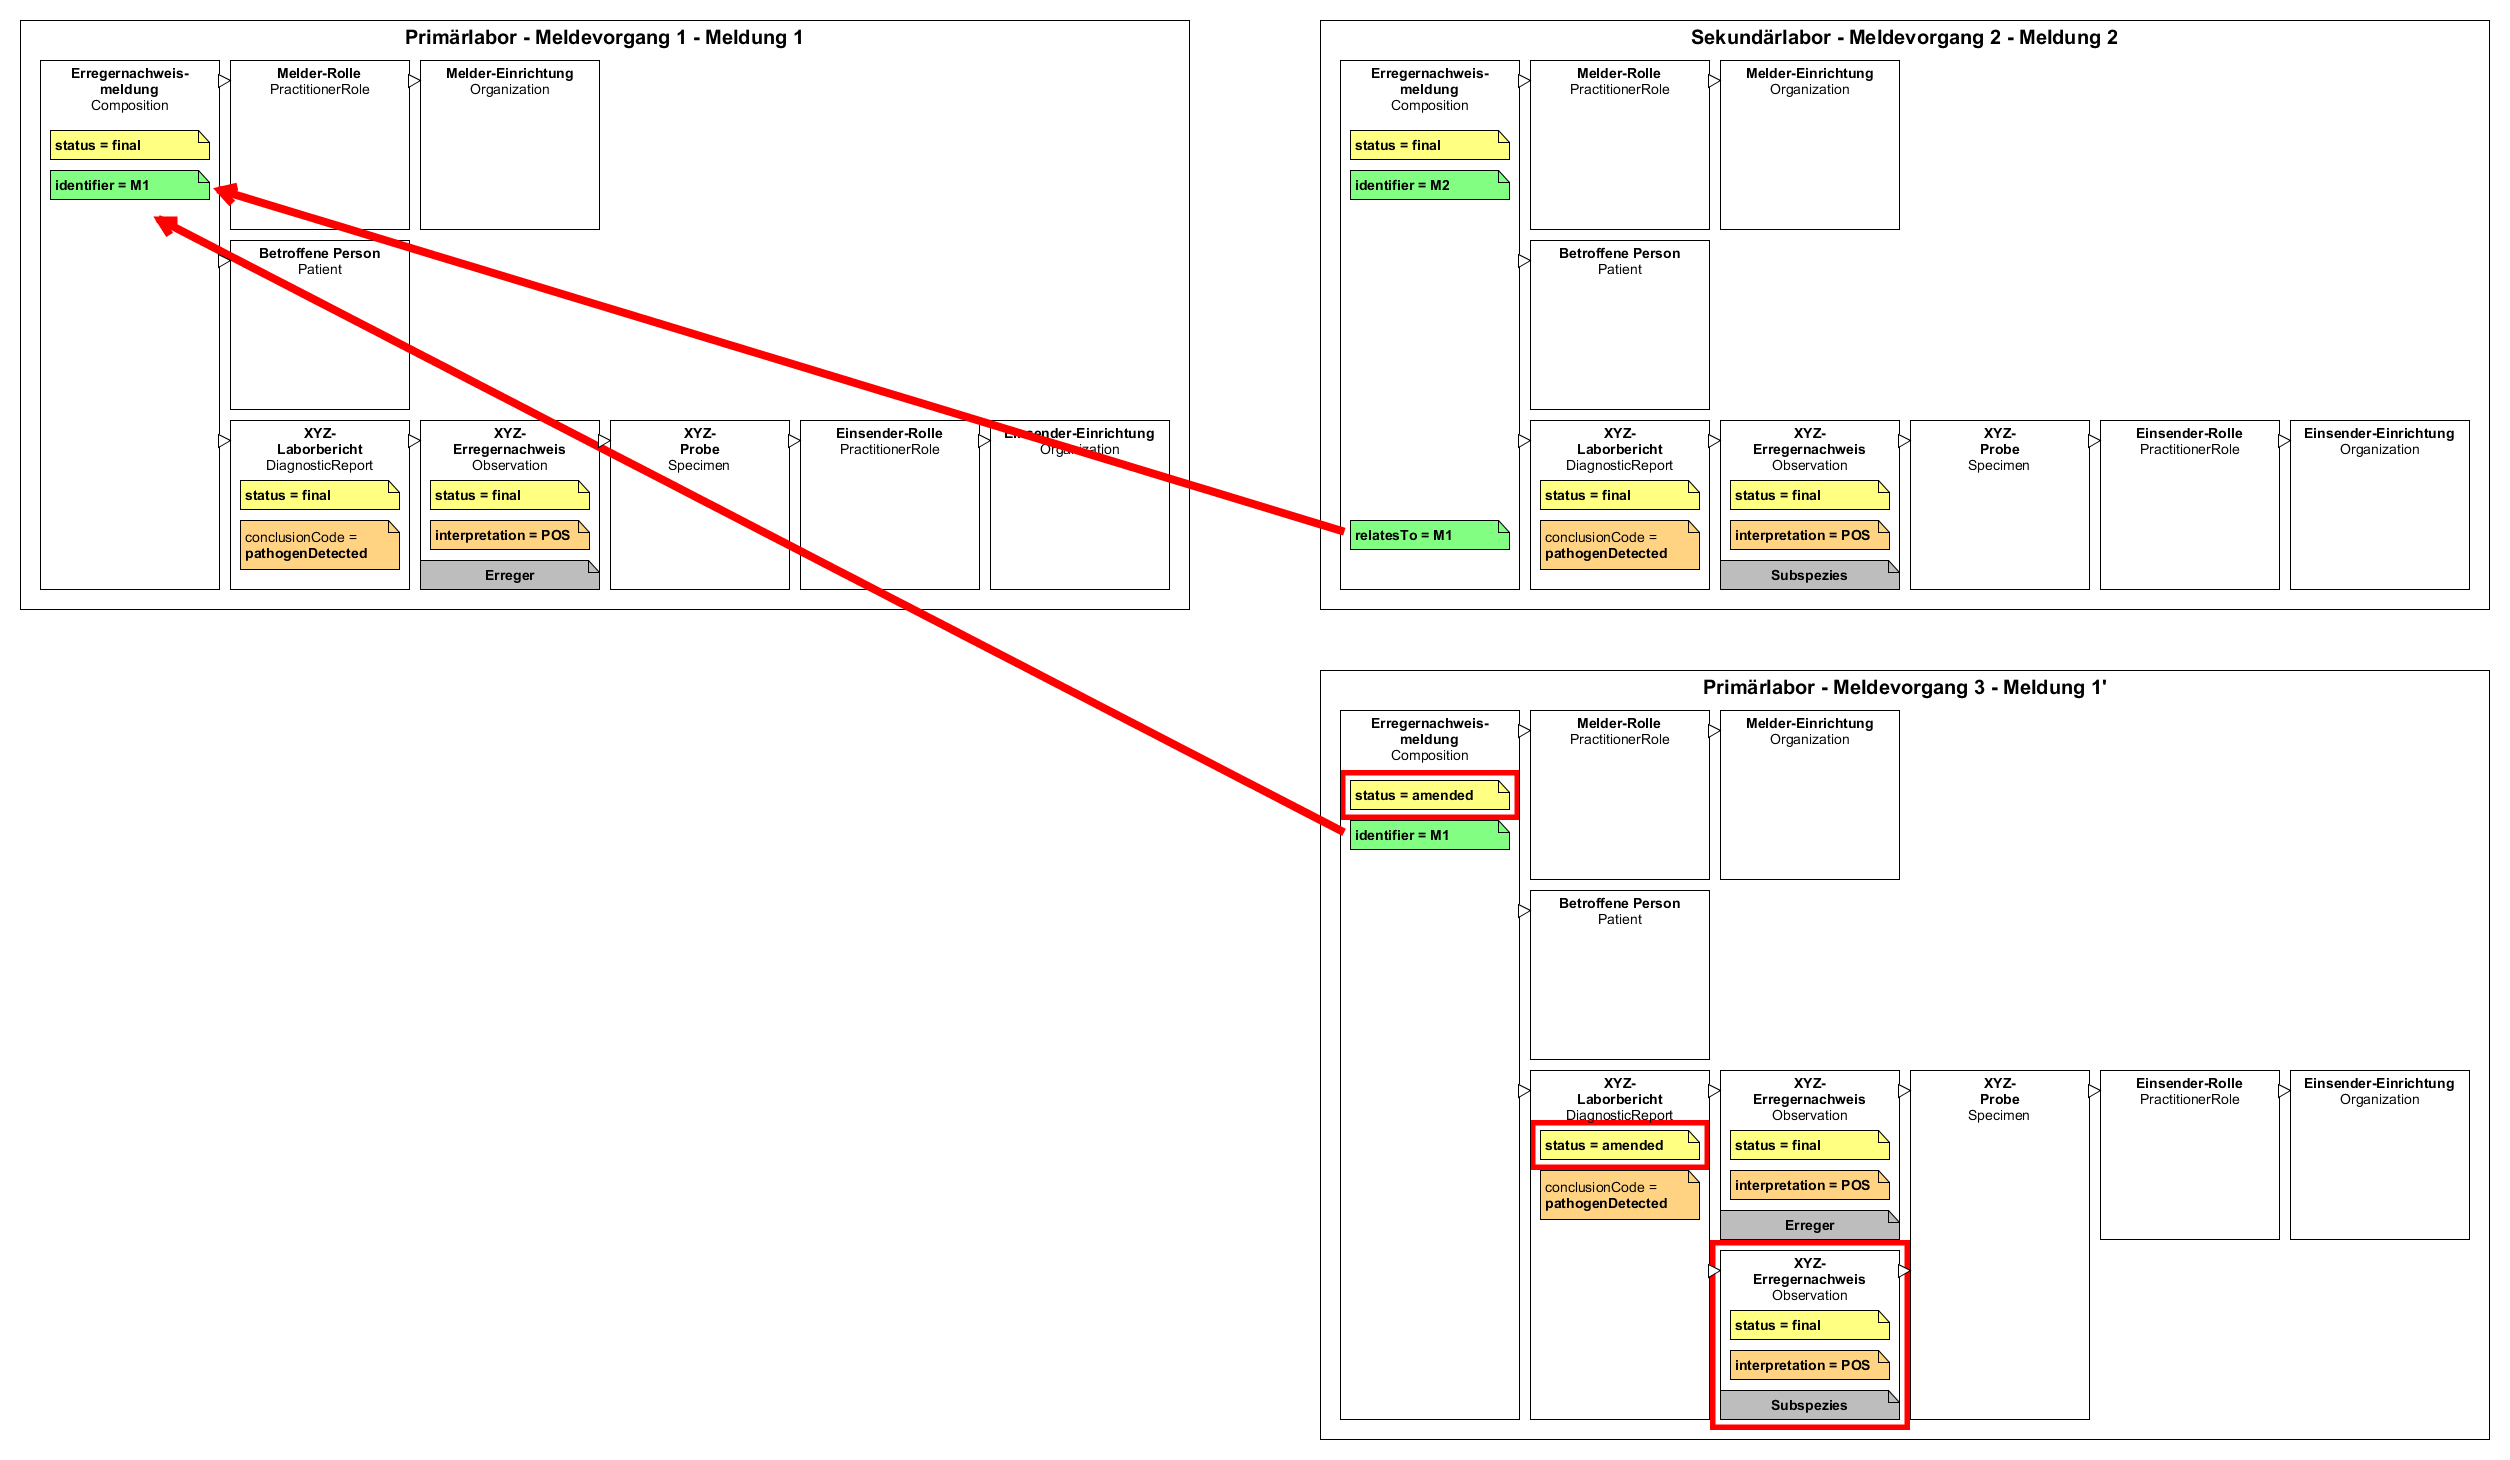 Primärlabor - Meldevorgang 1 - Meldung 1
Erregernachweis-
meldung
Composition
status = final
identifier = M1
Melder-Rolle
PractitionerRole
Melder-Einrichtung
Organization
Betroffene Person
Patient
XYZ-
Laborbericht
DiagnosticReport
status = final
conclusionCode =
pathogenDetected
XYZ-
Erregernachweis
Observation
status = final
interpretation = POS
Erreger
XYZ-
Probe
Specimen
Einsender-Rolle
PractitionerRole
Einsender-Einrichtung
Organization
Sekundärlabor - Meldevorgang 2 - Meldung 2
Erregernachweis-
meldung
Composition
status = final
identifier = M2
relatesTo = M1
Melder-Rolle
PractitionerRole
Melder-Einrichtung
Organization
Betroffene Person
Patient
XYZ-
Laborbericht
DiagnosticReport
status = final
conclusionCode =
pathogenDetected
XYZ-
Erregernachweis
Observation
status = final
interpretation = POS
Subspezies
XYZ-
Probe
Specimen
Einsender-Rolle
PractitionerRole
Einsender-Einrichtung
Organization
Primärlabor - Meldevorgang 3 - Meldung 1'
Erregernachweis-
meldung
Composition
status = amended
identifier = M1
Melder-Rolle
PractitionerRole
Melder-Einrichtung
Organization
Betroffene Person
Patient
XYZ-
Laborbericht
DiagnosticReport
status = amended
conclusionCode =
pathogenDetected
XYZ-
Erregernachweis
Observation
status = final
interpretation = POS
Erreger
XYZ-
Erregernachweis
Observation
status = final
interpretation = POS
Subspezies
XYZ-
Probe
Specimen
Einsender-Rolle
PractitionerRole
Einsender-Einrichtung
Organization